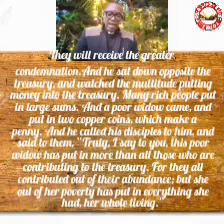 They will receive the greater
condemnation. And he sat down opposite the
treasury, and watched the multitude putting
money into the treasury. Many rich people put
in large sums. And a poor widow came, and
put in two copper coins, which make a
penny. And he called his disciples to him, and
said to them, "Truly, I say to you, this poor
widow has put in more than all those who are
contributing to the treasury. For they all
contributed out of their abundance; but she
out of her poverty has put in everything she
had, her whole living."